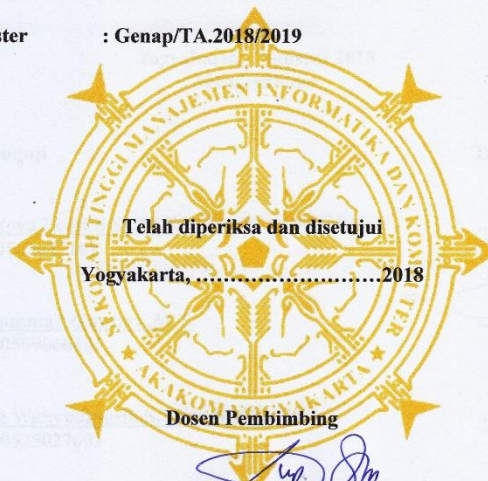 ster : Genap/TA.2018/2019
SEKOLAH TINGGI MANAJEMEN INFORMATIKA DAN KOMPUTER
Telah diperiksa dan disetujui
Yogyakarta, ............................2018
★ AKAKOM YOGYAKARTA ★
Dosen Pembimbing